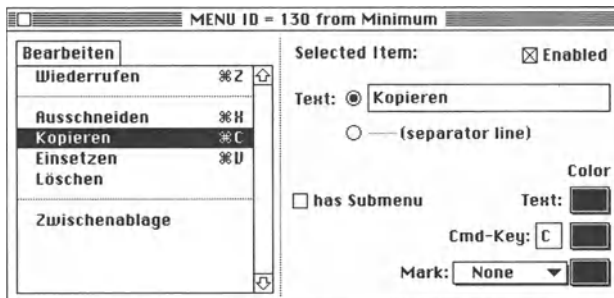 MENU ID = 130 from Minimum
Bearbeiten
Wiederrufen ⌘Z
Ausschneiden ⌘X
Kopieren ⌘C
Einsetzen ⌘V
Löschen
Zwischenablage
Selected Item: Enabled
Text: Kopieren
(separator line)
Color
has Submenu Text:
Cmd-Key: C
Mark: None